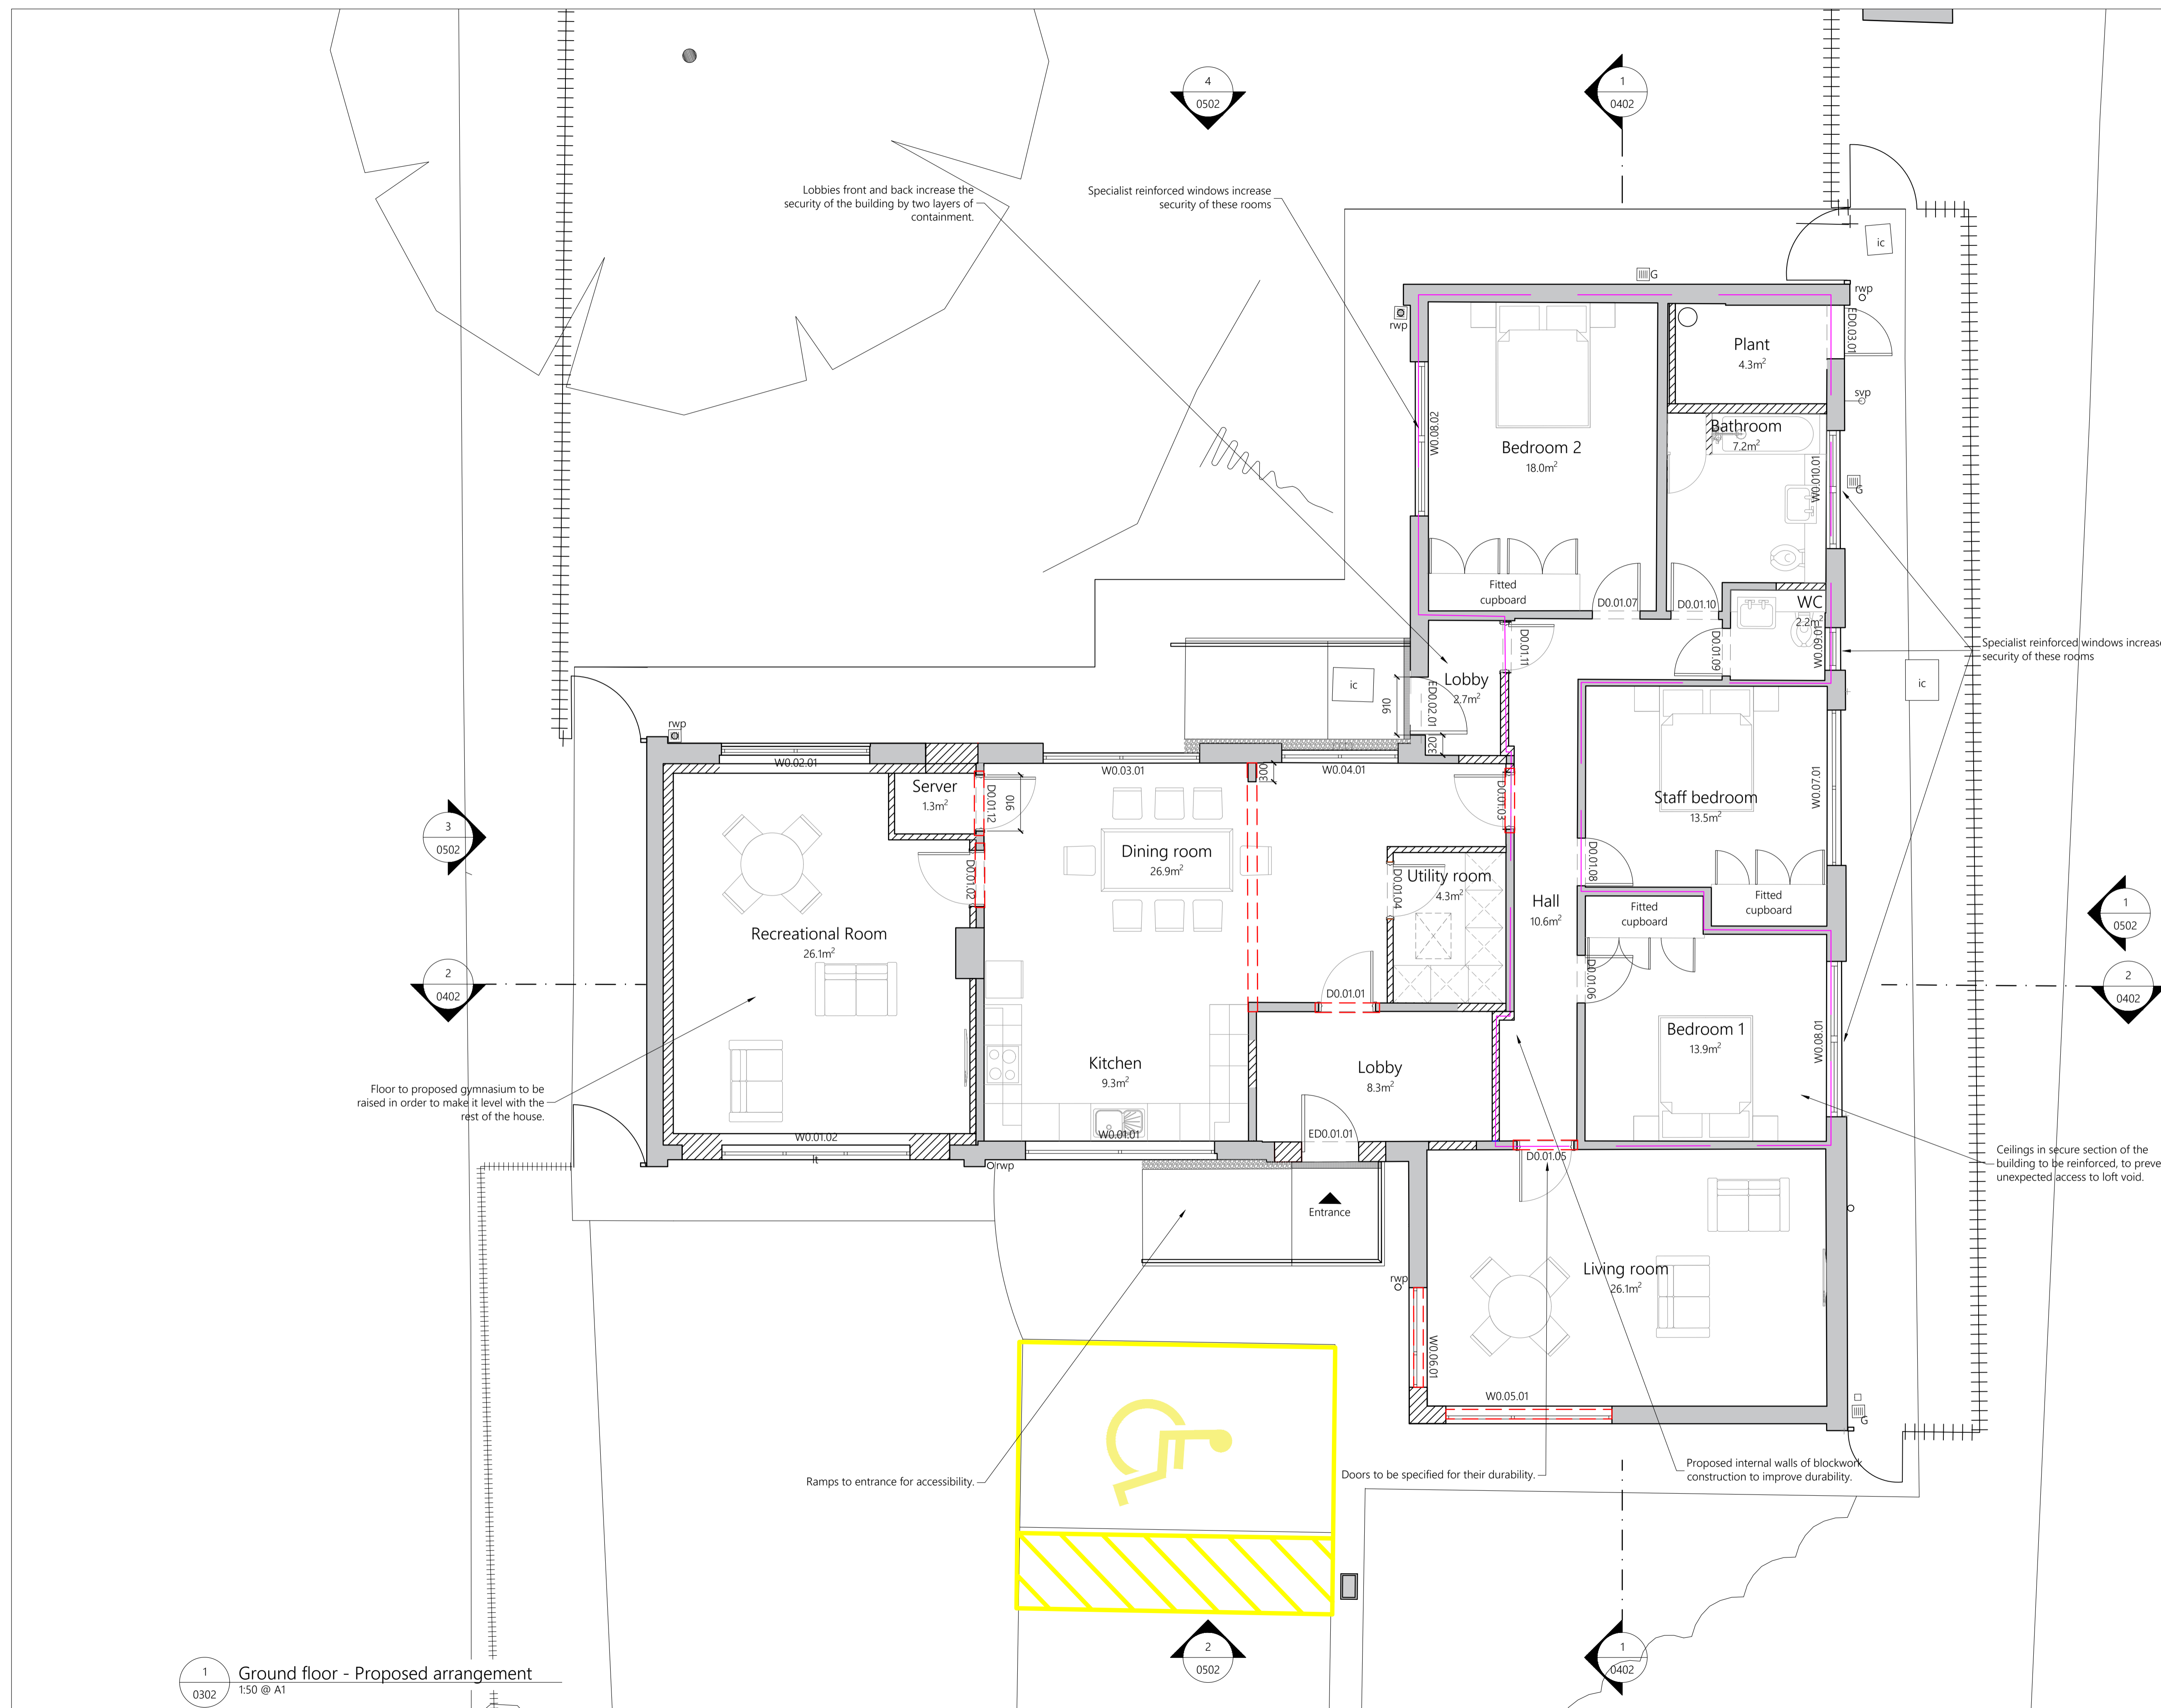 4
0502
1
0402
Lobbies front and back increase the
security of the building by two layers of
containment.
Specialist reinforced windows increase
security of these rooms
ic
G
rwp
rwp
ED0.03.01
Plant
4.3m²
svp
W0.08.02
Bedroom 2
18.0m²
Bathroom
7.2m²
W0.010.01
G
Fitted
cupboard
D0.01.07
D0.01.10
WC
2.2m²
W0.09.01
D0.01.09
D0.01.11
Specialist reinforced windows increase
security of these rooms
Lobby
2.7m²
ic
ic
910
ED0.02.01
320
rwp
W0.02.01
W0.03.01
300
W0.04.01
Server
1.3m²
D0.01.12
910
D0.01.03
Staff bedroom
13.5m²
W0.07.01
3
0502
Dining room
26.9m²
D0.01.02
D0.01.04
Utility room
4.3m²
D0.01.08
Hall
10.6m²
Fitted
cupboard
Fitted
cupboard
1
0502
Recreational Room
26.1m²
2
0402
2
0402
D0.01.01
D0.01.06
Bedroom 1
13.9m²
W0.08.01
Kitchen
9.3m²
Lobby
8.3m²
Floor to proposed gymnasium to be
raised in order to make it level with the
rest of the house.
W0.01.02
lt
W0.01.01
rwp
ED0.01.01
D0.01.05
Ceilings in secure section of the
building to be reinforced, to preve
unexpected access to loft void.
Entrance
rwp
Living room
26.1m²
W0.06.01
W0.05.01
G
Ramps to entrance for accessibility.
Doors to be specified for their durability.
Proposed internal walls of blockwork
construction to improve durability.
2
0502
1
0402
1
0302
Ground floor - Proposed arrangement
1:50 @ A1